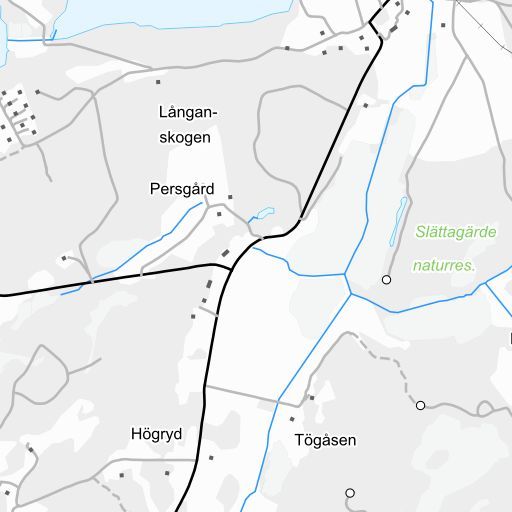 Långan-
skogen
Persgård
Slättagärde
naturres.
Högryd
Tögåsen